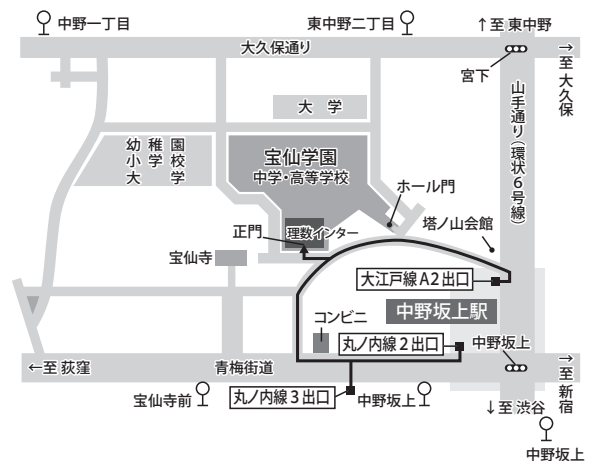 中野一丁目
東中野二丁目
↑至 東中野
大久保通り
→至 大久保
宮下
大　学
山手通り（環状6号線）
幼　稚　園
小　学　校
大　　　学
宝仙学園
中学・高等学校
ホール門
塔ノ山会館
正門
理数インター
宝仙寺
大江戸線A2出口
中野坂上駅
コンビニ
丸ノ内線2出口
中野坂上
←至 荻窪
青梅街道
→至 新宿
宝仙寺前
丸ノ内線3出口
中野坂上
↓至 渋谷
中野坂上